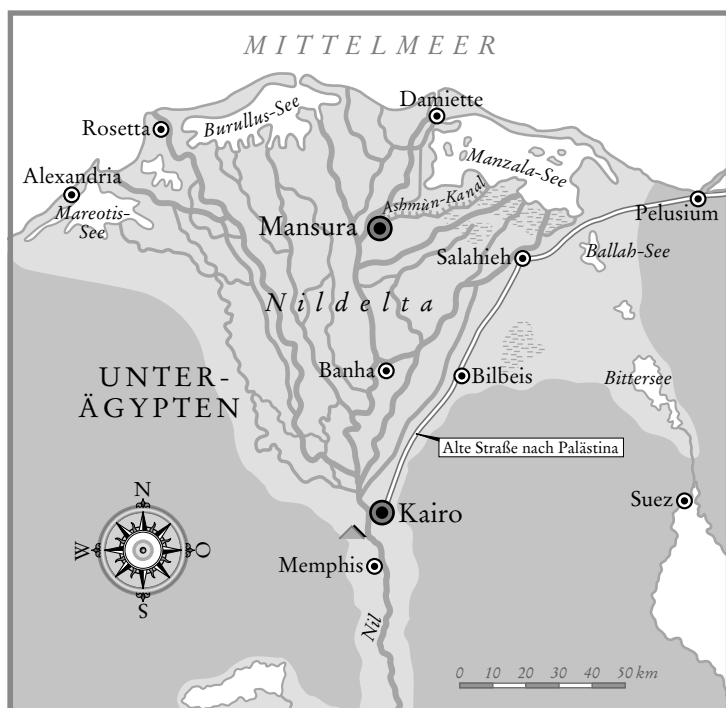 MITTELMEER
Damiette
Burullus-See
Rosetta
Manzala-See
Alexandria
Ashmun-Kanal
Mareotis-
See
Pelusium
Mansura
Salahieh
Ballah-See
Nildelta
Banha
Bilbeis
Bittersee
UNTER-
ÄGYPTEN
Alte Straße nach Palästina
Suez
N
W
O
S
Kairo
Memphis
Nil
0 10 20 30 40 50 km